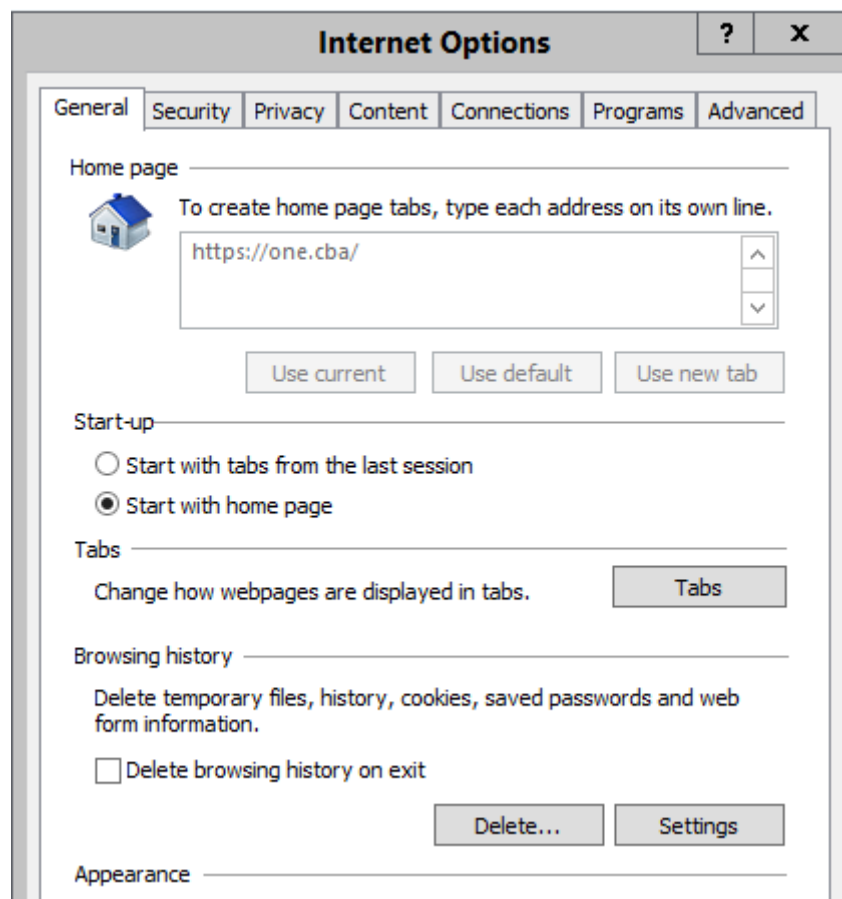 Internet Options
? x
General Security Privacy Content Connections Programs Advanced
Home page
To create home page tabs, type each address on its own line.
https://one.cba/
Use current Use default Use new tab
Start-up
Start with tabs from the last session
Start with home page
Tabs
Change how webpages are displayed in tabs. Tabs
Browsing history
Delete temporary files, history, cookies, saved passwords and web
form information.
Delete browsing history on exit
Delete... Settings
Appearance